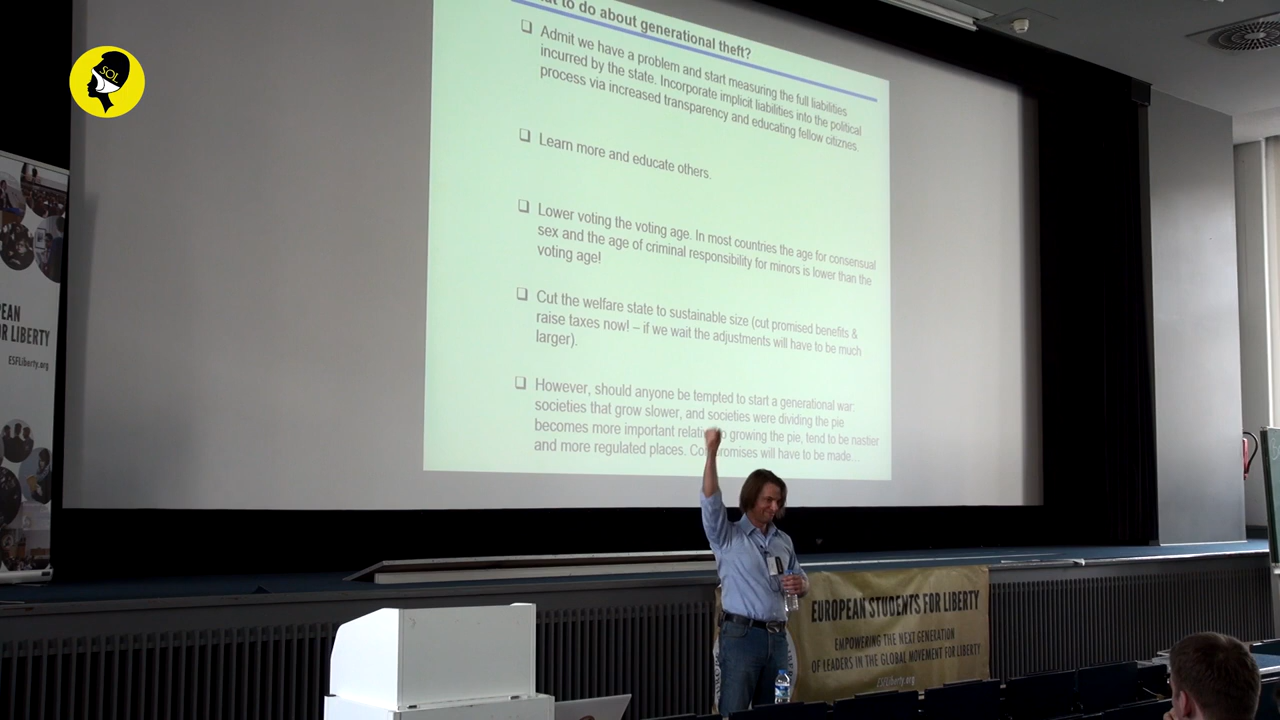 SOL
to do about generational theft?
❑ Admit we have a problem and start measuring the full liabilities
incurred by the state. Incorporate implicit liabilities into the political
process via increased transparency and educating fellow citiznes.
❑ Learn more and educate others.
❑ Lower voting the voting age. In most countries the age for consensual
sex and the age of criminal responsibility for minors is lower than the
voting age!
❑ Cut the welfare state to sustainable size (cut promised benefits &
raise taxes now! – if we wait the adjustments will have to be much
larger).
❑ However, should anyone be tempted to start a generational war:
societies that grow slower, and societies were dividing the pie
becomes more important growing the pie, tend to be nastier
and more regulated places. will have to be made...
FOR LIBERTY
ESFLiberty.org
EUROPEAN STUDENTS FOR LIBERTY
EMPOWERING THE NEXT GENERATION
OF LEADERS IN THE GLOBAL MOVEMENT FOR LIBERTY
ESFLiberty.org